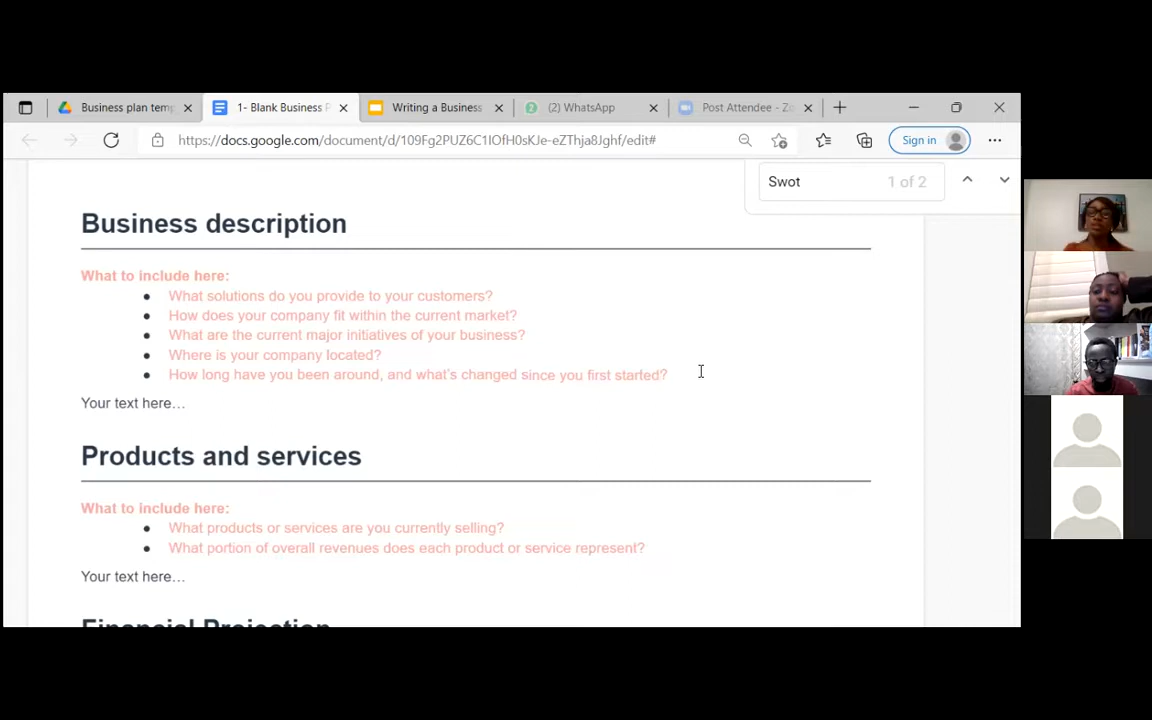 Business plan temp
1- Blank Business P
Writing a Business
(2) WhatsApp
Post Attendee - Zo
https://docs.google.com/document/d/109Fg2PUZ6C1IOfH0sKJe-eZThja8Jghf/edit#
Sign in
Swot 1 of 2
Business description
What to include here:
What solutions do you provide to your customers?
How does your company fit within the current market?
What are the current major initiatives of your business?
Where is your company located?
How long have you been around, and what's changed since you first started?
Your text here…
Products and services
What to include here:
What products or services are you currently selling?
What portion of overall revenues does each product or service represent?
Your text here…
Financial Projection